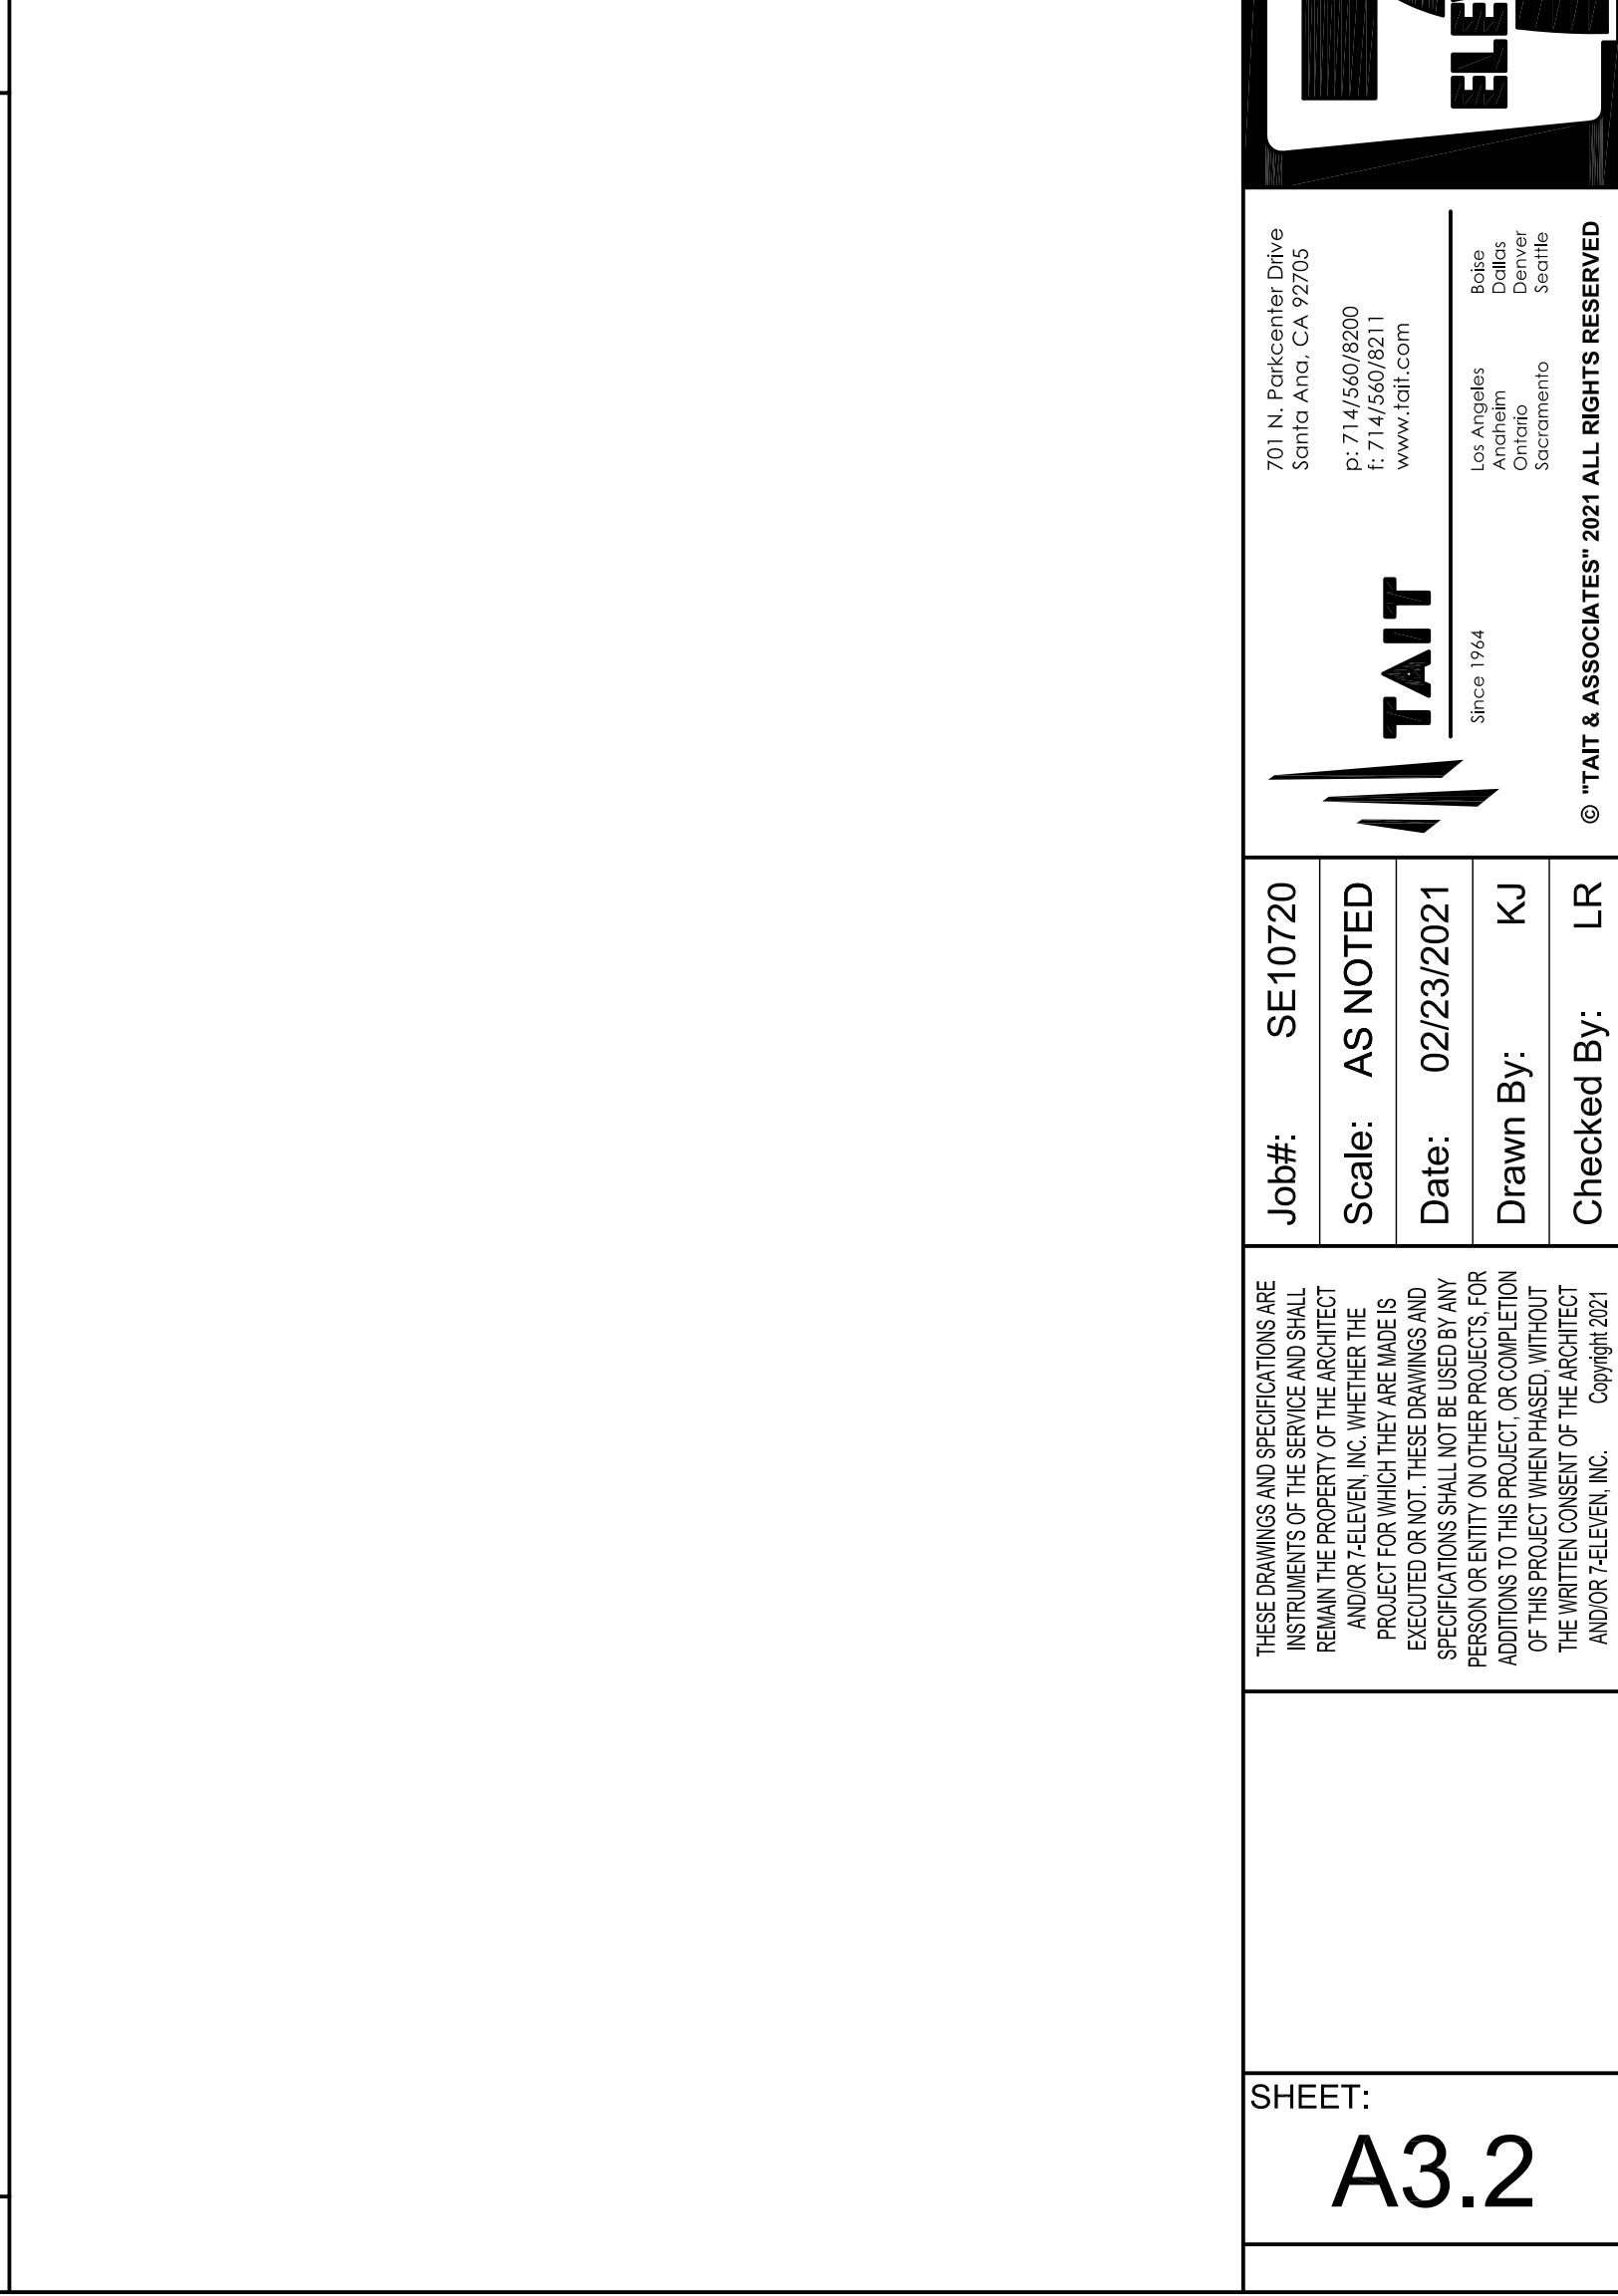 ELE
701 N. Parkcenter Drive
Santa Ana, CA 92705
p: 714/560/8200
f: 714/560/8211
www.tait.com
TAIT
Since 1964
Los Angeles Boise
Anaheim Dallas
Ontario Denver
Sacramento Seattle
© "TAIT & ASSOCIATES" 2021 ALL RIGHTS RESERVED
Job#: SE10720
Scale: AS NOTED
Date: 02/23/2021
Drawn By: KJ
Checked By: LR
THESE DRAWINGS AND SPECIFICATIONS ARE
INSTRUMENTS OF THE SERVICE AND SHALL
REMAIN THE PROPERTY OF THE ARCHITECT
AND/OR 7-ELEVEN, INC. WHETHER THE
PROJECT FOR WHICH THEY ARE MADE IS
EXECUTED OR NOT. THESE DRAWINGS AND
SPECIFICATIONS SHALL NOT BE USED BY ANY
PERSON OR ENTITY ON OTHER PROJECTS, FOR
ADDITIONS TO THIS PROJECT, OR COMPLETION
OF THIS PROJECT WHEN PHASED, WITHOUT
THE WRITTEN CONSENT OF THE ARCHITECT
AND/OR 7-ELEVEN, INC. Copyright 2021
SHEET:
A3.2